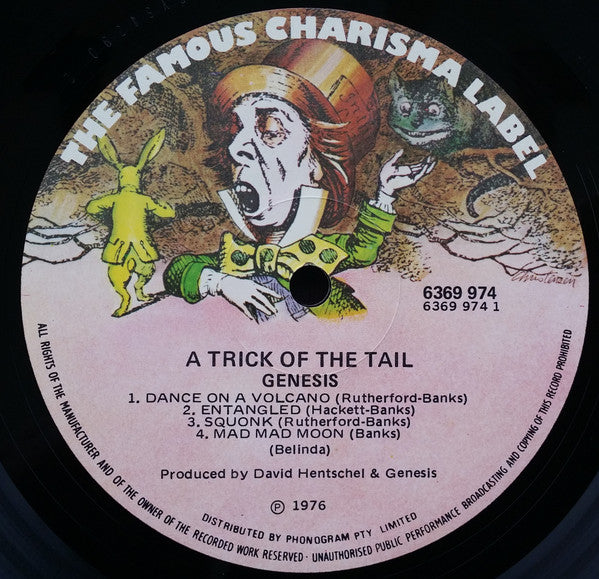 THE FAMOUS CHARISMA LABEL
6369 974
6369 974 1
A TRICK OF THE TAIL
GENESIS
1. DANCE ON A VOLCANO (Rutherford-Banks)
2. ENTANGLED (Hackett-Banks)
3. SQUONK (Rutherford-Banks)
4. MAD MAD MOON (Banks)
(Belinda)
Produced by David Hentschel & Genesis
Ⓟ 1976
DISTRIBUTED BY PHONOGRAM PTY LIMITED
ALL RIGHTS OF THE MANUFACTURER AND OF THE OWNER OF THE RECORDED WORK RESERVED · UNAUTHORISED PUBLIC PERFORMANCE BROADCASTING AND COPYING OF THIS RECORD PROHIBITED